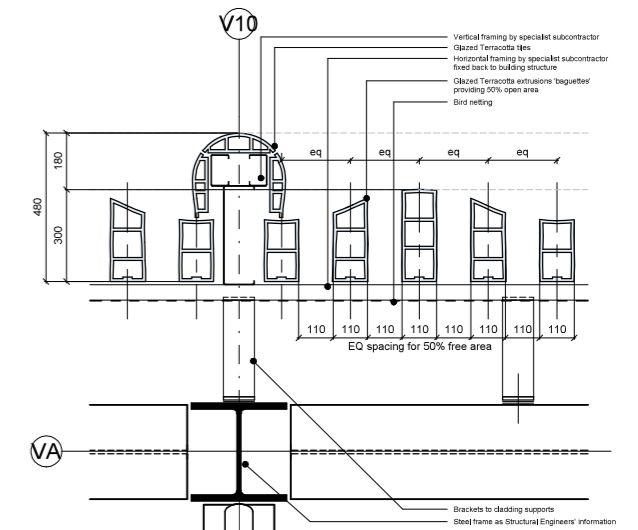 V10
Vertical framing by specialist subcontractor
Glazed Terracotta tiles
Horizontal framing by specialist subcontractor
fixed back to building structure
Glazed Terracotta extrusions 'baguettes'
providing 50% open area
Bird netting
eq eq eq eq
180
480
300
110 110 110 110 110 110 110 110
EQ spacing for 50% free area
VA
Brackets to cladding supports
Steel frame as Structural Engineers' information